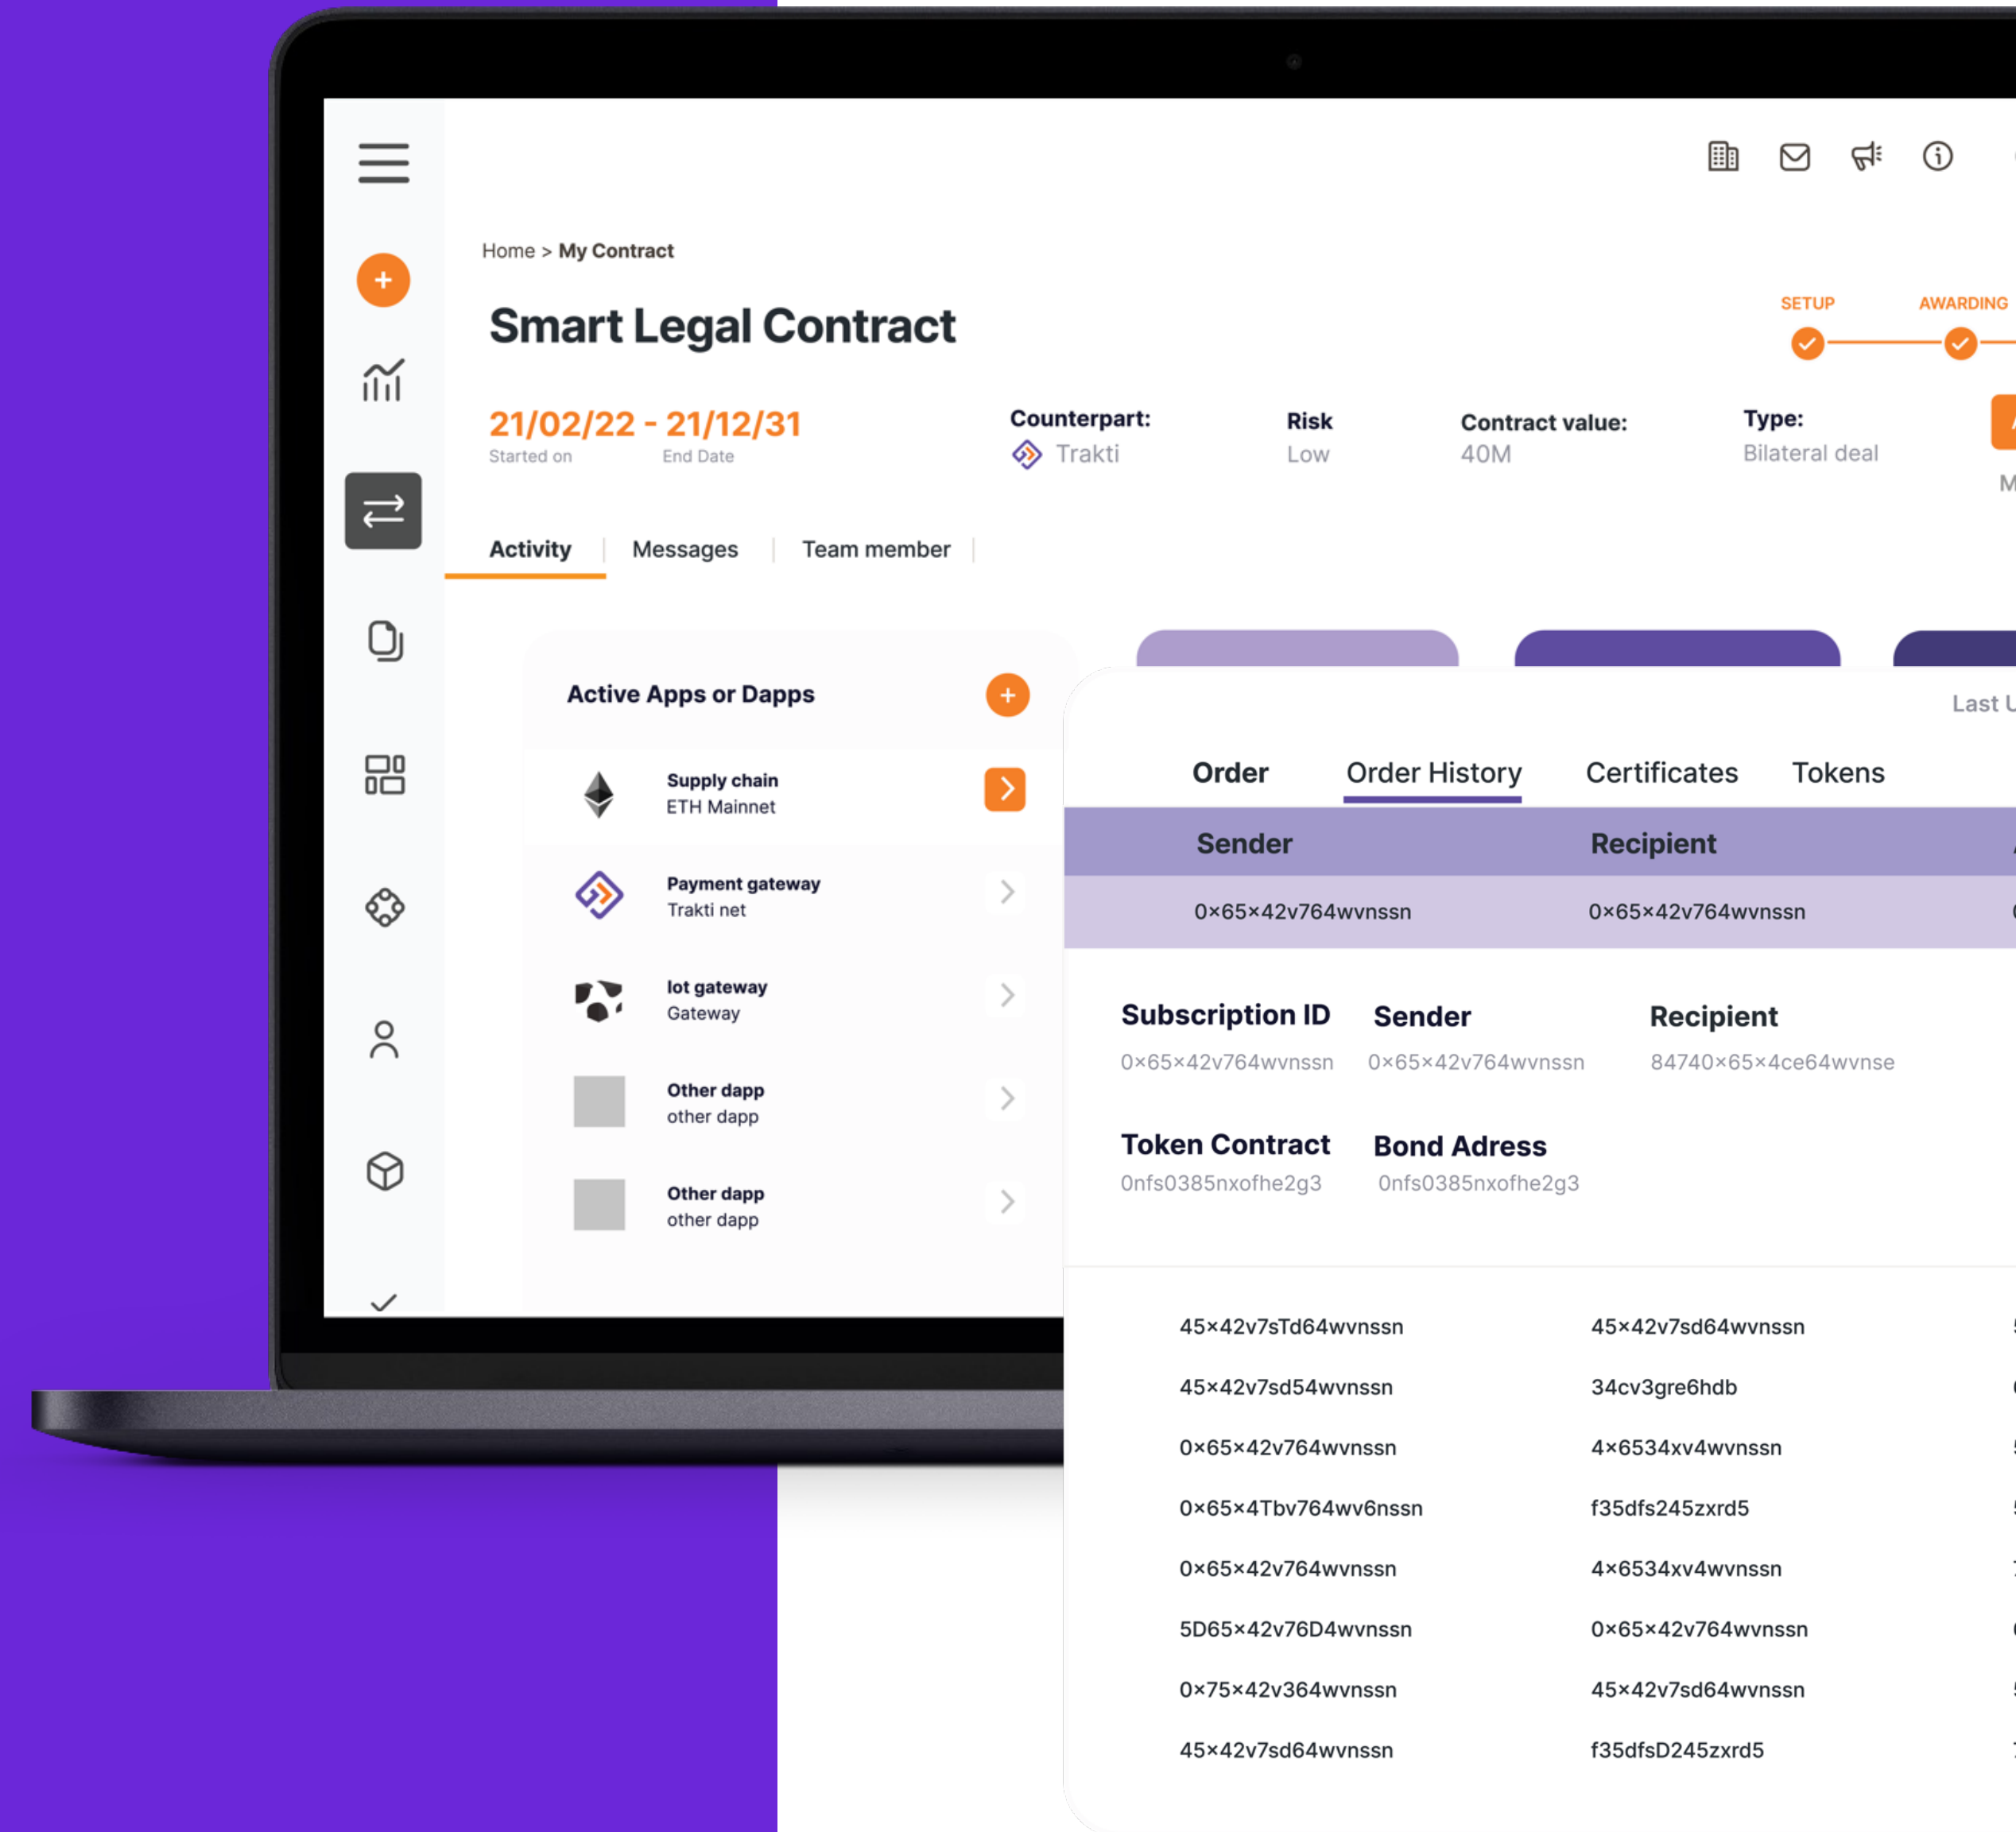 Home > My Contract
Smart Legal Contract
SETUP AWARDING
21/02/22 - 21/12/31
Started on End Date
Counterpart:
Trakti
Risk
Low
Contract value:
40M
Type:
Bilateral deal
Activity Messages Team member
Active Apps or Dapps
Supply chain
ETH Mainnet
Payment gateway
Trakti net
Iot gateway
Gateway
Other dapp
other dapp
Other dapp
other dapp
Last
Order Order History Certificates Tokens
Sender Recipient
0×65×42v764wvnssn 0×65×42v764wvnssn
Subscription ID Sender Recipient
0×65×42v764wvnssn 0×65×42v764wvnssn 84740×65×4ce64wvnse
Token Contract Bond Adress
0nfs0385nxofhe2g3 0nfs0385nxofhe2g3
45×42v7sTd64wvnssn 45×42v7sd64wvnssn
45×42v7sd54wvnssn 34cv3gre6hdb
0×65×42v764wvnssn 4×6534xv4wvnssn
0×65×4Tbv764wv6nssn f35dfs245zxrd5
0×65×42v764wvnssn 4×6534xv4wvnssn
5D65×42v76D4wvnssn 0×65×42v764wvnssn
0×75×42v364wvnssn 45×42v7sd64wvnssn
45×42v7sd64wvnssn f35dfsD245zxrd5